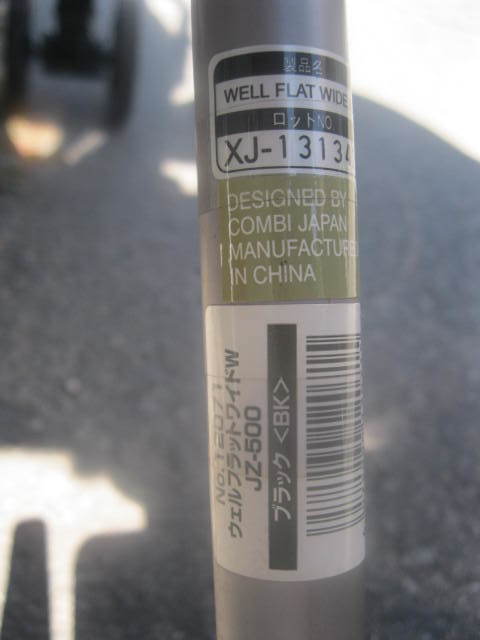 製品名
WELL FLAT WIDE
ロットNO
XJ-13134
DESIGNED BY
COMBI JAPAN
MANUFACTURED
IN CHINA
No.12071
ウェルフラットワイドW
JZ-500
ブラック <BK>